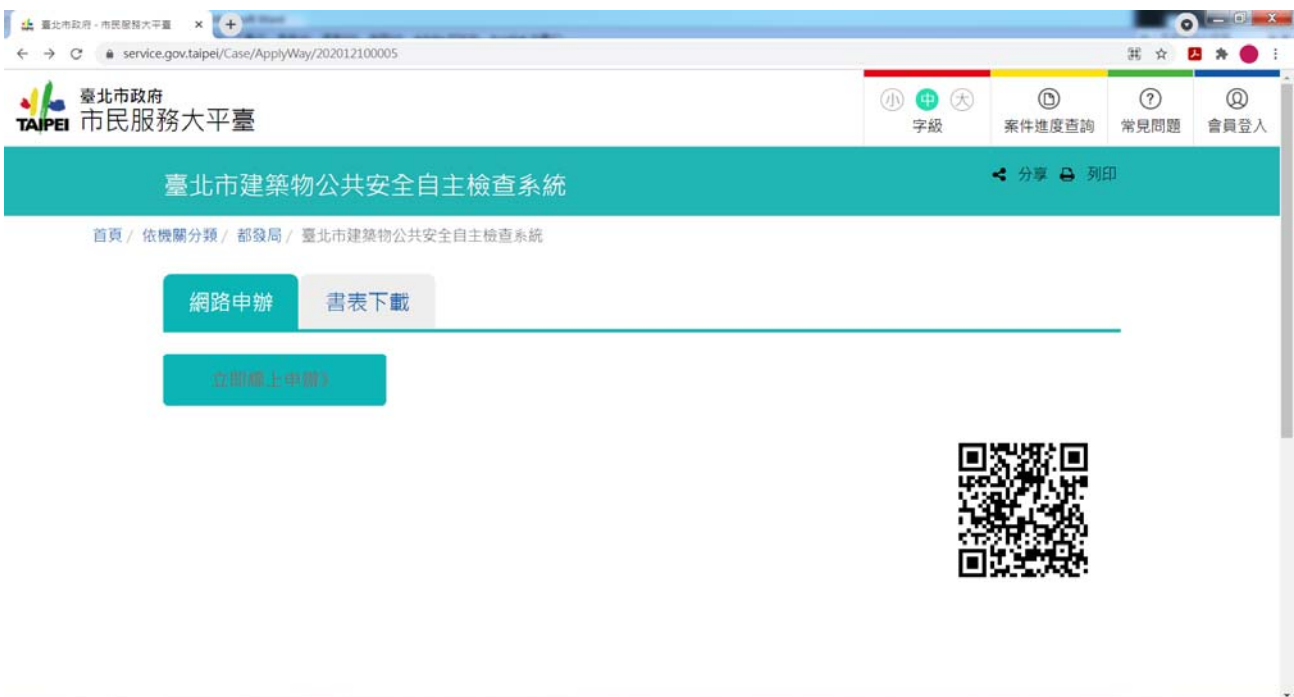 臺北市政府 - 市民服務大平臺
service.gov.taipei/Case/ApplyWay/202012100005
TAIPEI
臺北市政府
市民服務大平臺
小 中 大
字級
案件進度查詢
常見問題
會員登入
臺北市建築物公共安全自主檢查系統
分享 列印
首頁 / 依機關分類 / 都發局 / 臺北市建築物公共安全自主檢查系統
網路申辦
書表下載
立即線上申請》